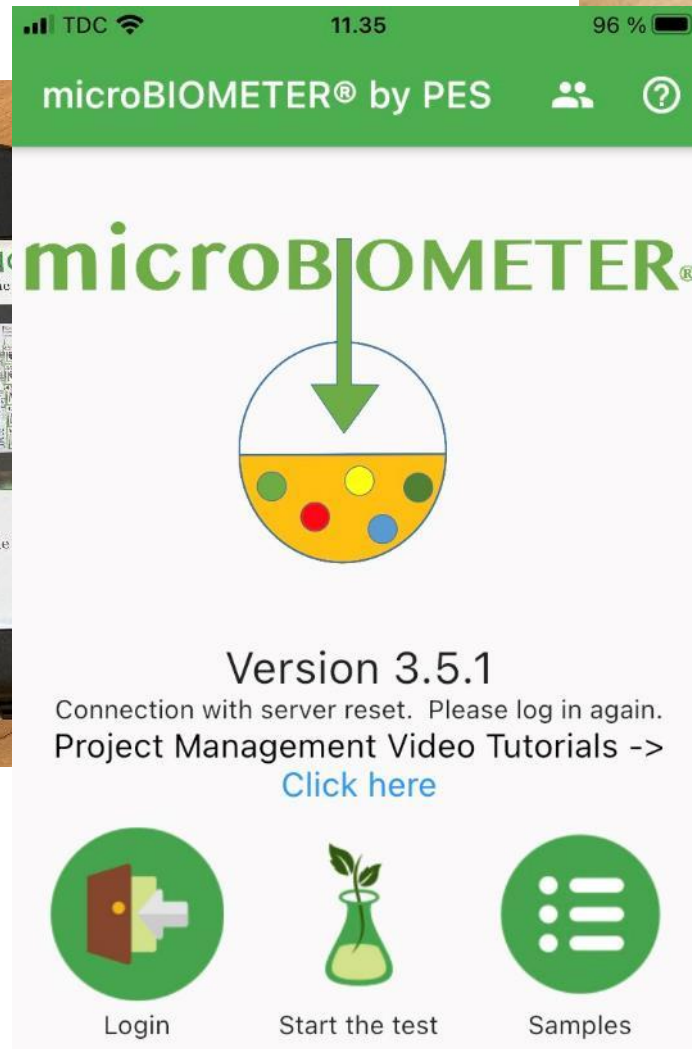 TDC 11.35 96 %
microBIOMETER® by PES
microBIOMETER®
Version 3.5.1
Connection with server reset. Please log in again.
Project Management Video Tutorials ->
Click here
Login Start the test Samples